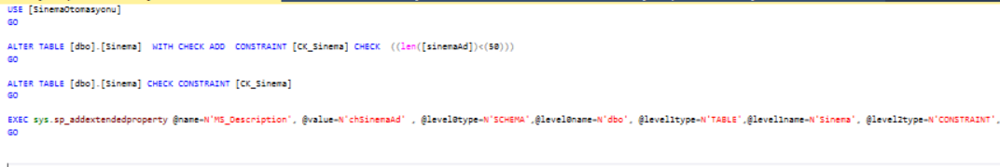 USE [SinemaOtomasyonu]
GO
ALTER TABLE [dbo].[Sinema]  WITH CHECK ADD  CONSTRAINT [CK_Sinema] CHECK  ((len([sinemaAd])<(50)))
GO
ALTER TABLE [dbo].[Sinema] CHECK CONSTRAINT [CK_Sinema]
GO
EXEC sys.sp_addextendedproperty @name=N'MS_Description', @value=N'chSinemaAd' , @level0type=N'SCHEMA',@level0name=N'dbo', @level1type=N'TABLE',@level1name=N'Sinema', @level2type=N'CONSTRAINT',
GO